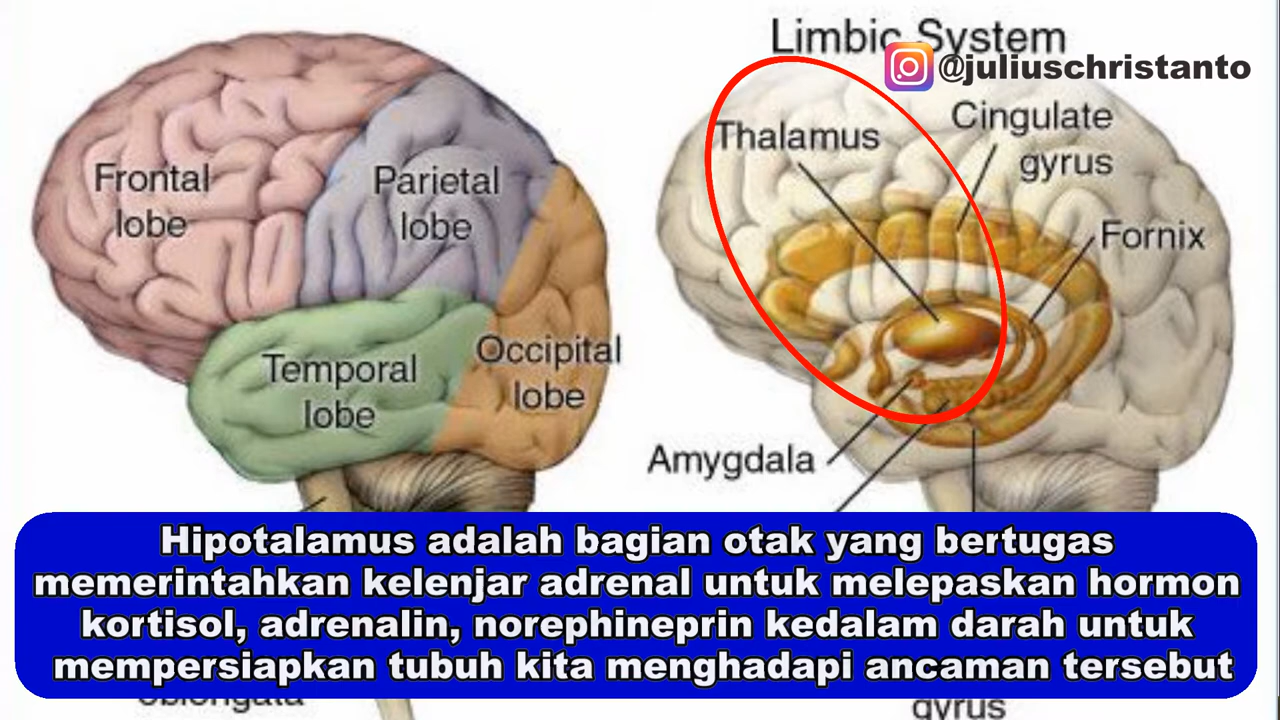 Limbic System
@juliuschristanto
Thalamus
Cingulate
gyrus
Frontal
lobe
Parietal
lobe
Fornix
Temporal
lobe
Occipital
lobe
Amygdala
Hipotalamus adalah bagian otak yang bertugas
memerintahkan kelenjar adrenal untuk melepaskan hormon
kortisol, adrenalin, norephineprin kedalam darah untuk
mempersiapkan tubuh kita menghadapi ancaman tersebut
oblongata
gyrus